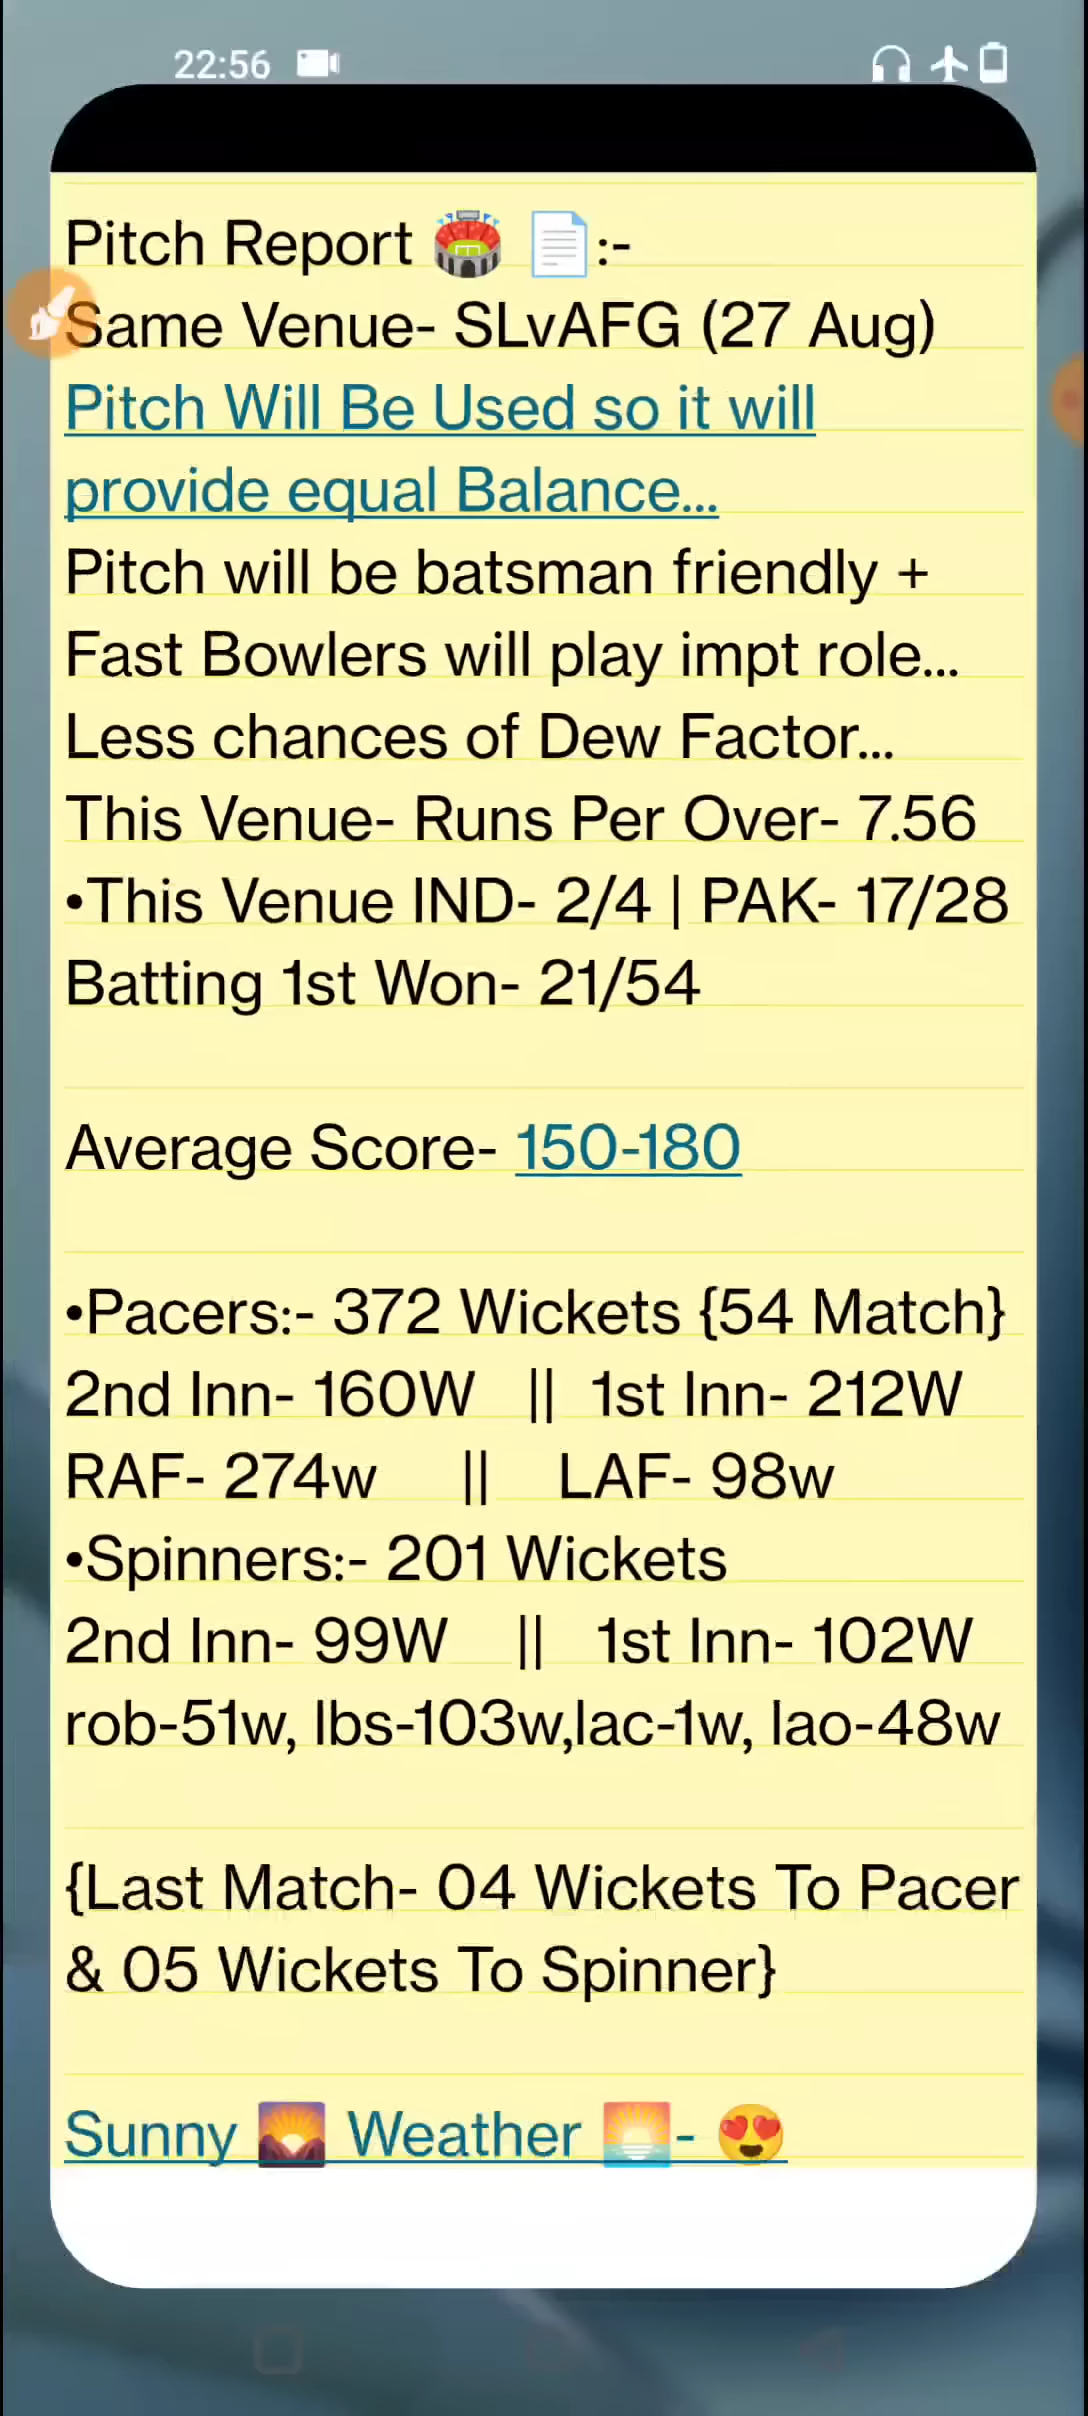 22:56
Pitch Report 🏟️ 📄:-
Same Venue- SLvAFG (27 Aug)
Pitch Will Be Used so it will
provide equal Balance...
Pitch will be batsman friendly +
Fast Bowlers will play impt role...
Less chances of Dew Factor...
This Venue- Runs Per Over- 7.56
•This Venue IND- 2/4 | PAK- 17/28
Batting 1st Won- 21/54
Average Score- 150-180
•Pacers:- 372 Wickets {54 Match}
2nd Inn- 160W || 1st Inn- 212W
RAF- 274w || LAF- 98w
•Spinners:- 201 Wickets
2nd Inn- 99W || 1st Inn- 102W
rob-51w, lbs-103w,lac-1w, lao-48w
{Last Match- 04 Wickets To Pacer
& 05 Wickets To Spinner}
Sunny 🌄 Weather 🌅- 😍